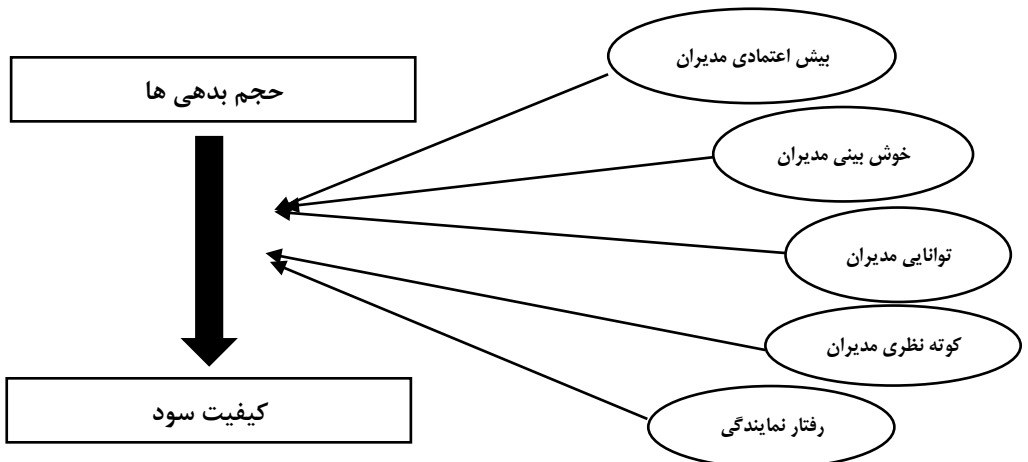 بیش اعتمادی مدیران
حجم بدهی ها
خوش بینی مدیران
توانایی مدیران
کوته نظری مدیران
کیفیت سود
رفتار نمایندگی